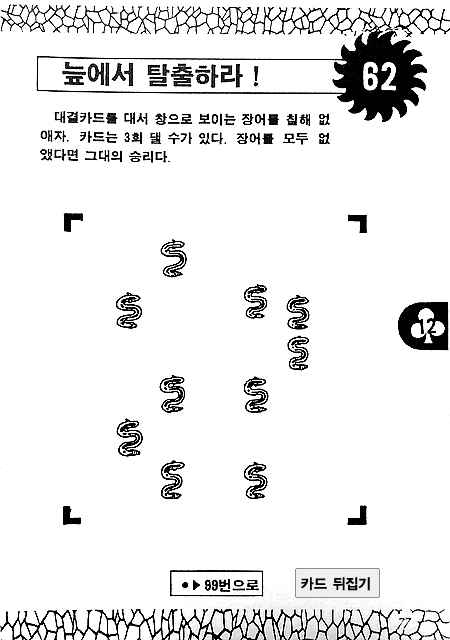 늪에서 탈출하라 !
62
대결카드를 대서 창으로 보이는 장어를 칠해 없
애자. 카드는 3회 댈 수가 있다. 장어를 모두 없
앴다면 그대의 승리다.
12
●▶99번으로
카드 뒤집기
77